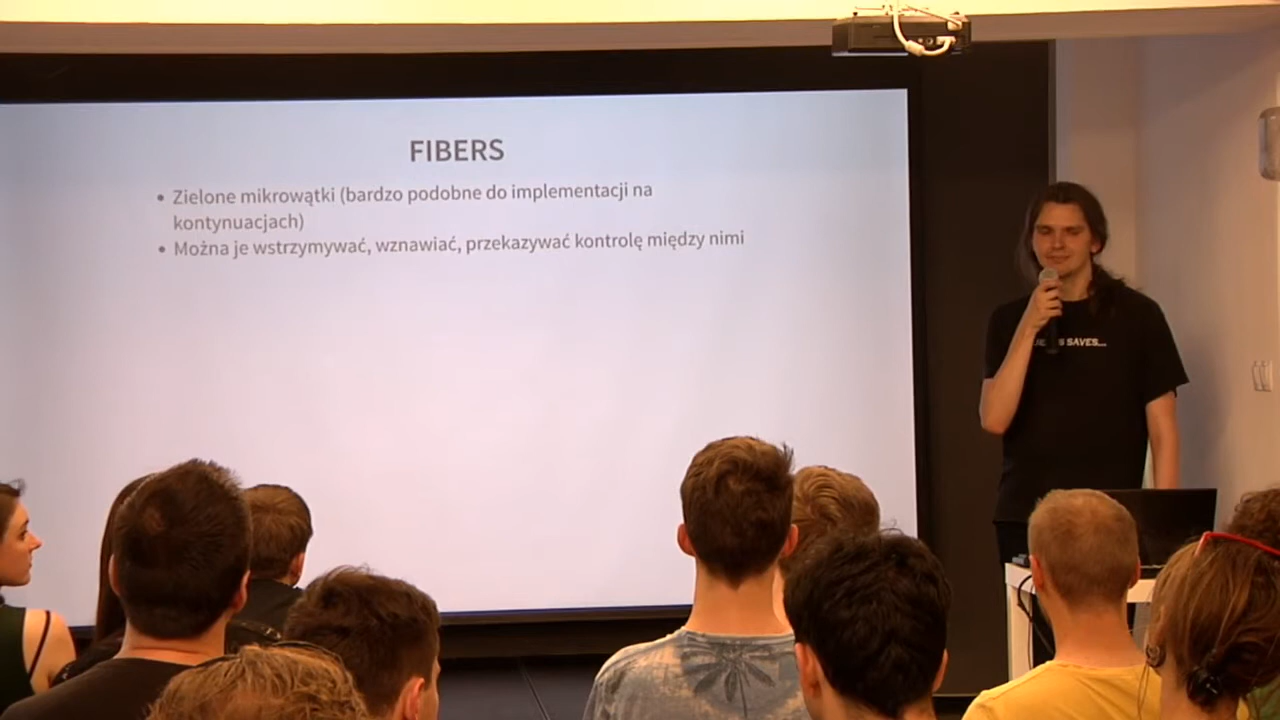 FIBERS
• Zielone mikrowątki (bardzo podobne do implementacji na
kontynuacjach)
• Można je wstrzymywać, wznawiać, przekazywać kontrolę między nimi
SAVES...